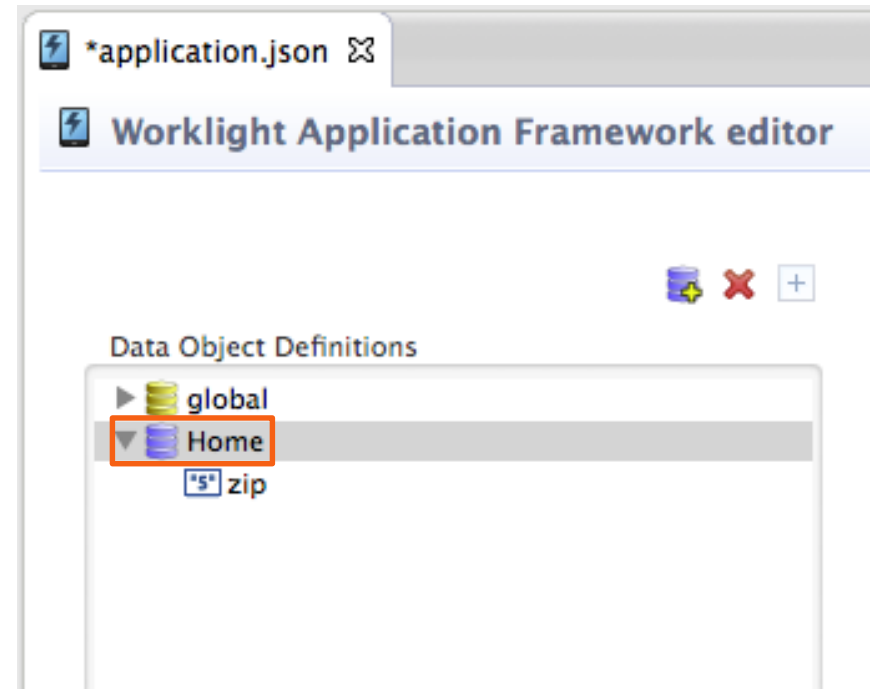 *application.json
Worklight Application Framework editor
Data Object Definitions
global
Home
"S" zip